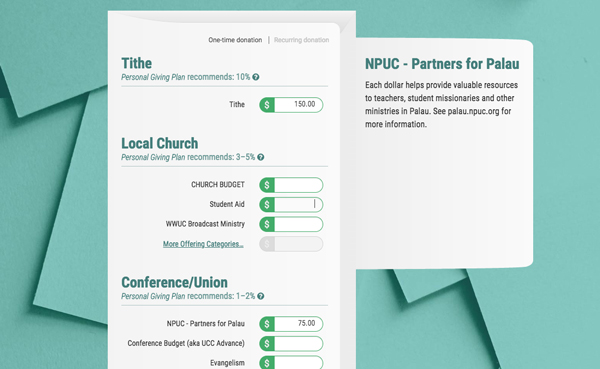 One-time donation | Recurring donation
Tithe
Personal Giving Plan recommends: 10% ?
Tithe $ 150.00
Local Church
Personal Giving Plan recommends: 3–5% ?
CHURCH BUDGET $
Student Aid $
WWUC Broadcast Ministry $
More Offering Categories... $
Conference/Union
Personal Giving Plan recommends: 1–2% ?
NPUC - Partners for Palau $ 75.00
Conference Budget (aka UCC Advance) $
Evangelism $
NPUC - Partners for Palau
Each dollar helps provide valuable resources
to teachers, student missionaries and other
ministries in Palau. See palau.npuc.org for
more information.